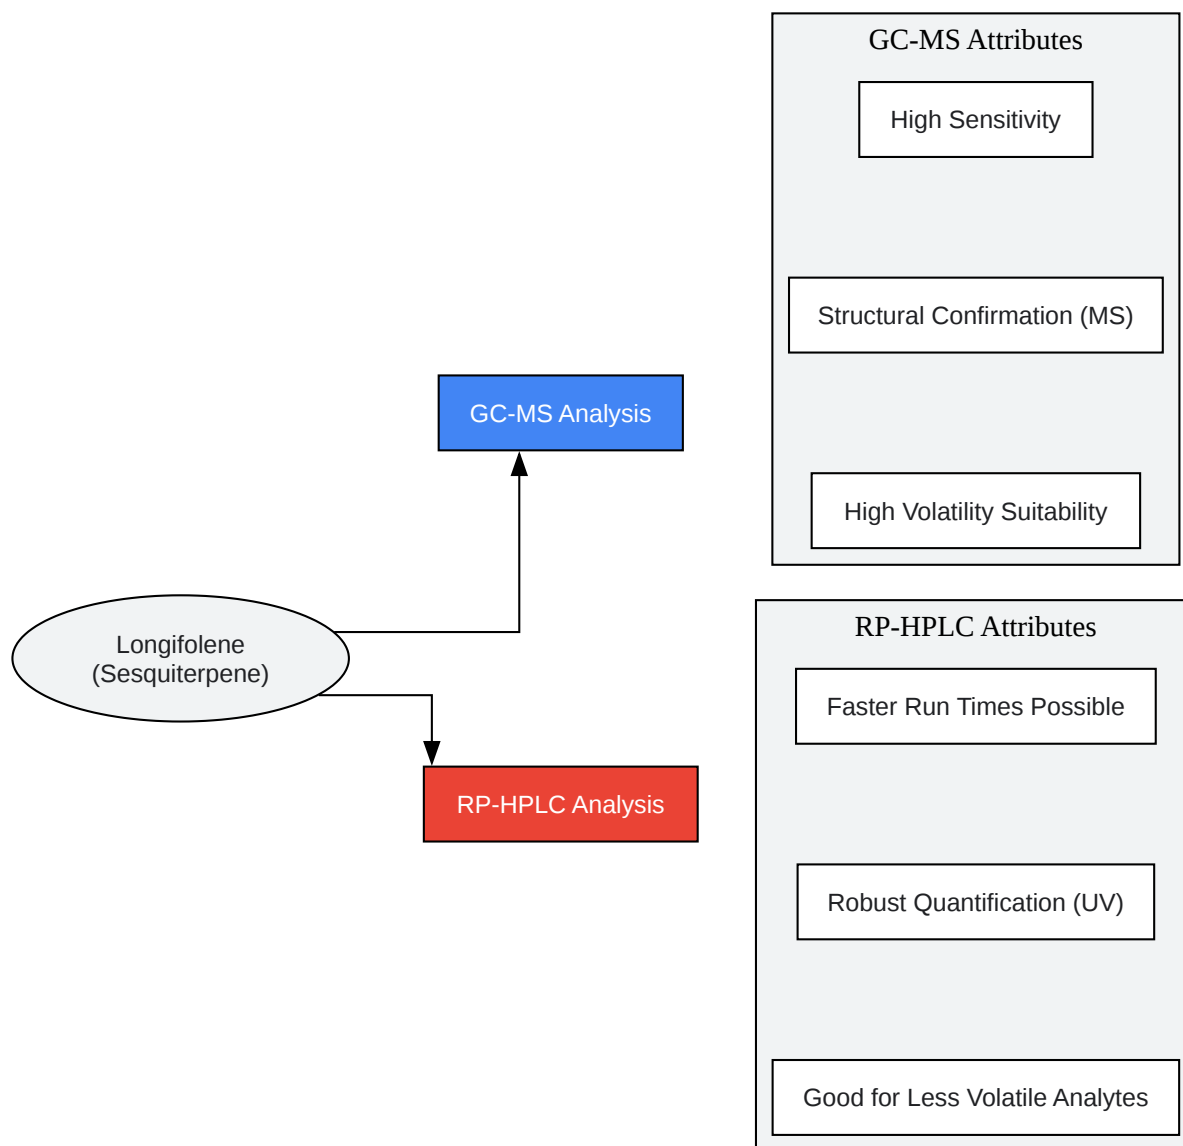 GC-MS Attributes
High Sensitivity
Structural Confirmation (MS)
GC-MS Analysis
High Volatility Suitability
Longifolene
(Sesquiterpene)
RP-HPLC Analysis
RP-HPLC Attributes
Faster Run Times Possible
Robust Quantification (UV)
Good for Less Volatile Analytes